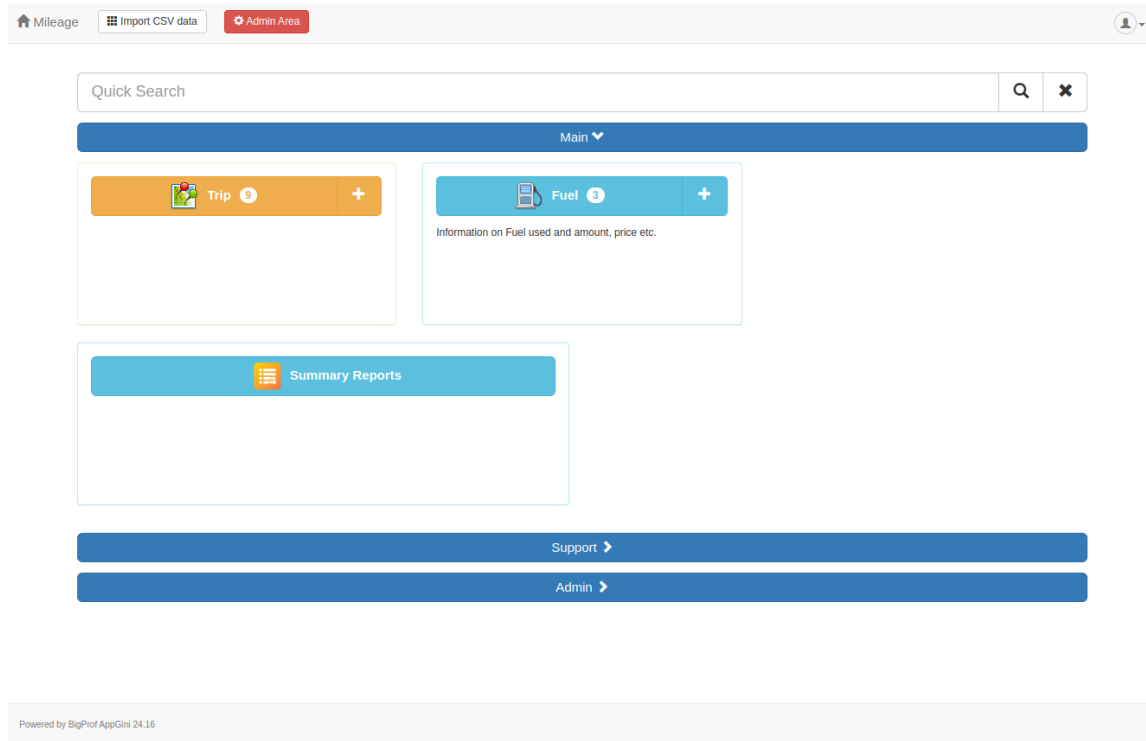 Mileage Import CSV data Admin Area
Quick Search
Main
Trip 9
Fuel 3
Information on Fuel used and amount, price etc.
Summary Reports
Support
Admin
Powered by BigProf AppGini 24.16